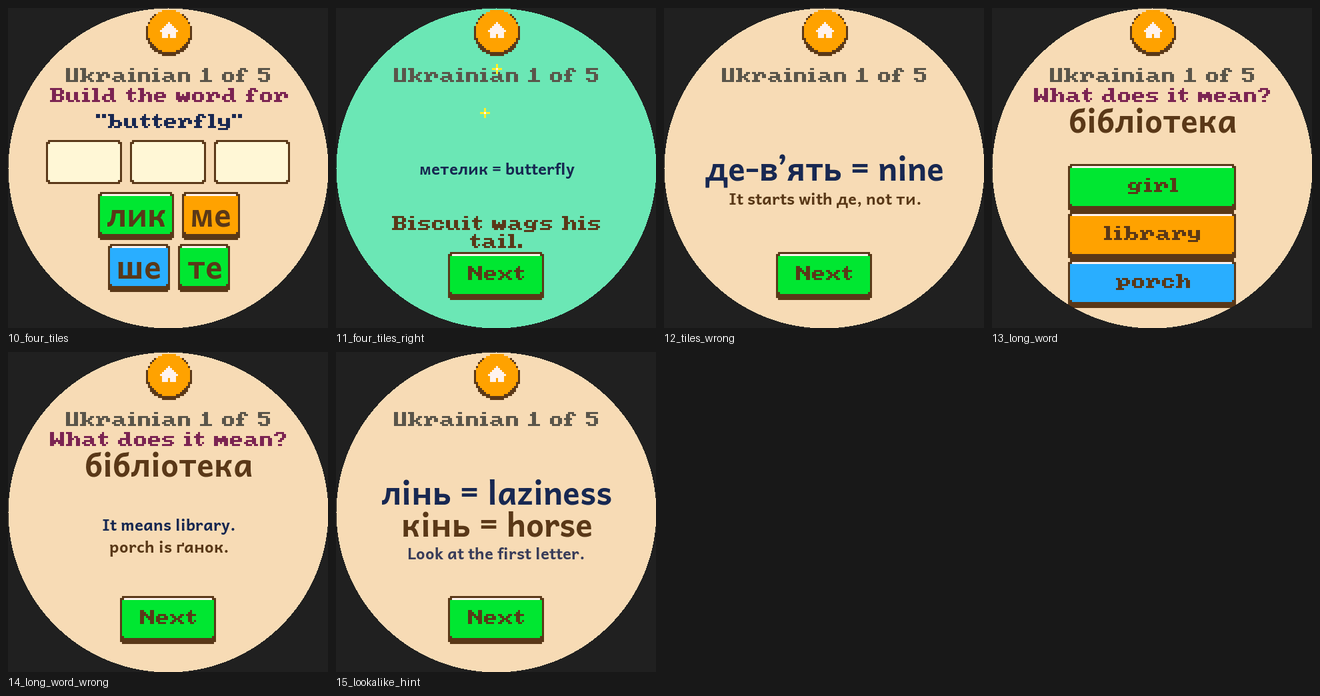 Ukrainian 1 of 5
Build the word for
"butterfly"
лик
ме
ше
те
10_four_tiles
Ukrainian 1 of 5
метелик = butterfly
Biscuit wags his
tail.
Next
11_four_tiles_right
Ukrainian 1 of 5
де-в’ять = nine
It starts with де, not ти.
Next
12_tiles_wrong
Ukrainian 1 of 5
What does it mean?
бібліотека
girl
library
porch
13_long_word
Ukrainian 1 of 5
What does it mean?
бібліотека
It means library.
porch is ґанок.
Next
14_long_word_wrong
Ukrainian 1 of 5
лінь = laziness
кінь = horse
Look at the first letter.
Next
15_lookalike_hint